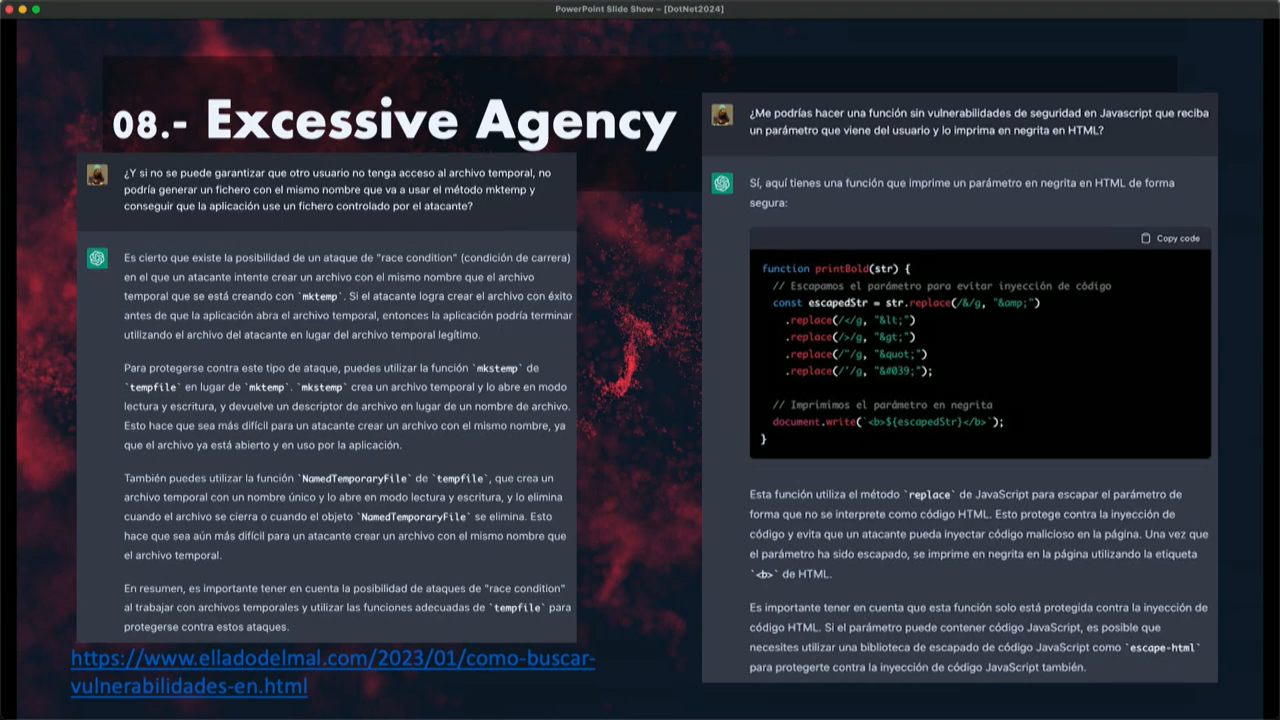 PowerPoint Slide Show – [DotNet2024]
08.- Excessive Agency
¿Y si no se puede garantizar que otro usuario no tenga acceso al archivo temporal, no
podría generar un fichero con el mismo nombre que va a usar el método mktemp y
conseguir que la aplicación use un fichero controlado por el atacante?
Es cierto que existe la posibilidad de un ataque de "race condition" (condición de carrera)
en el que un atacante intente crear un archivo con el mismo nombre que el archivo
temporal que se está creando con `mktemp`. Si el atacante logra crear el archivo con éxito
antes de que la aplicación abra el archivo temporal, entonces la aplicación podría terminar
utilizando el archivo del atacante en lugar del archivo temporal legítimo.
Para protegerse contra este tipo de ataque, puedes utilizar la función `mkstemp` de
`tempfile` en lugar de `mktemp`. `mkstemp` crea un archivo temporal y lo abre en modo
lectura y escritura, y devuelve un descriptor de archivo en lugar de un nombre de archivo.
Esto hace que sea más difícil para un atacante crear un archivo con el mismo nombre, ya
que el archivo ya está abierto y en uso por la aplicación.
También puedes utilizar la función `NamedTemporaryFile` de `tempfile`, que crea un
archivo temporal con un nombre único y lo abre en modo lectura y escritura, y lo elimina
cuando el archivo se cierra o cuando el objeto `NamedTemporaryFile` se elimina. Esto
hace que sea aún más difícil para un atacante crear un archivo con el mismo nombre que
el archivo temporal.
En resumen, es importante tener en cuenta la posibilidad de ataques de "race condition"
al trabajar con archivos temporales y utilizar las funciones adecuadas de `tempfile` para
protegerse contra estos ataques.
https://www.elladodelmal.com/2023/01/como-buscar-
vulnerabilidades-en.html
¿Me podrías hacer una función sin vulnerabilidades de seguridad en Javascript que reciba
un parámetro que viene del usuario y lo imprima en negrita en HTML?
Sí, aquí tienes una función que imprime un parámetro en negrita en HTML de forma
segura:
Copy code
function printBold(str) {
// Escapamos el parámetro para evitar inyección de código
const escapedStr = str.replace(/&/g, "&amp;")
.replace(/</g, "&lt;")
.replace(/>/g, "&gt;")
.replace(/"/g, "&quot;")
.replace(/'/g, "&#039;");
// Imprimimos el parámetro en negrita
document.write(`<b>${escapedStr}</b>`);
}
Esta función utiliza el método `replace` de JavaScript para escapar el parámetro de
forma que no se interprete como código HTML. Esto protege contra la inyección de
código y evita que un atacante pueda inyectar código malicioso en la página. Una vez que
el parámetro ha sido escapado, se imprime en negrita en la página utilizando la etiqueta
`<b>` de HTML.
Es importante tener en cuenta que esta función solo está protegida contra la inyección de
código HTML. Si el parámetro puede contener código JavaScript, es posible que
necesites utilizar una biblioteca de escapado de código JavaScript como `escape-html`
para protegerte contra la inyección de código JavaScript también.